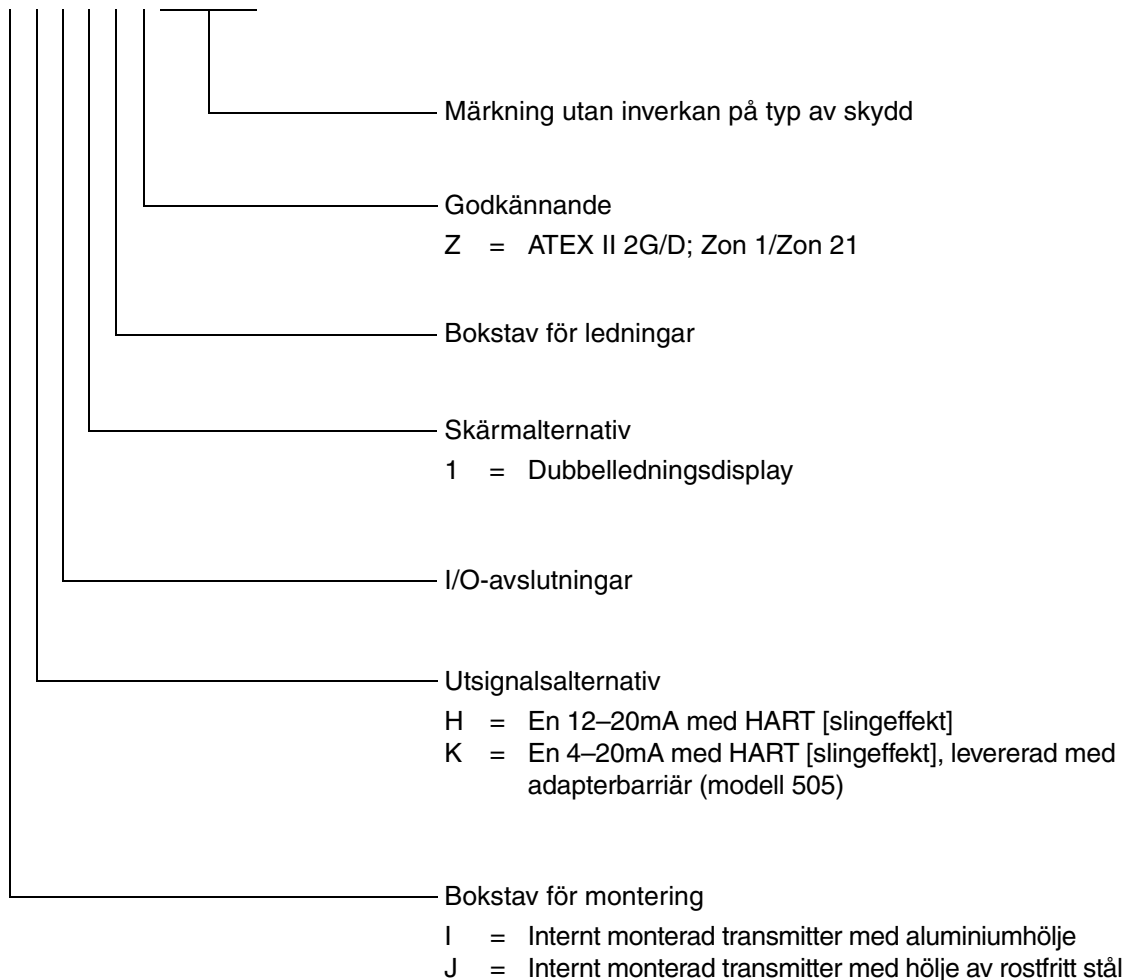 Märkning utan inverkan på typ av skydd
Godkännande
Z = ATEX II 2G/D; Zon 1/Zon 21
Bokstav för ledningar
Skärmalternativ
1 = Dubbelledningsdisplay
I/O-avslutningar
Utsignalsalternativ
H = En 12–20mA med HART [slingeffekt]
K = En 4–20mA med HART [slingeffekt], levererad med
adapterbarriär (modell 505)
Bokstav för montering
I = Internt monterad transmitter med aluminiumhölje
J = Internt monterad transmitter med hölje av rostfritt stål